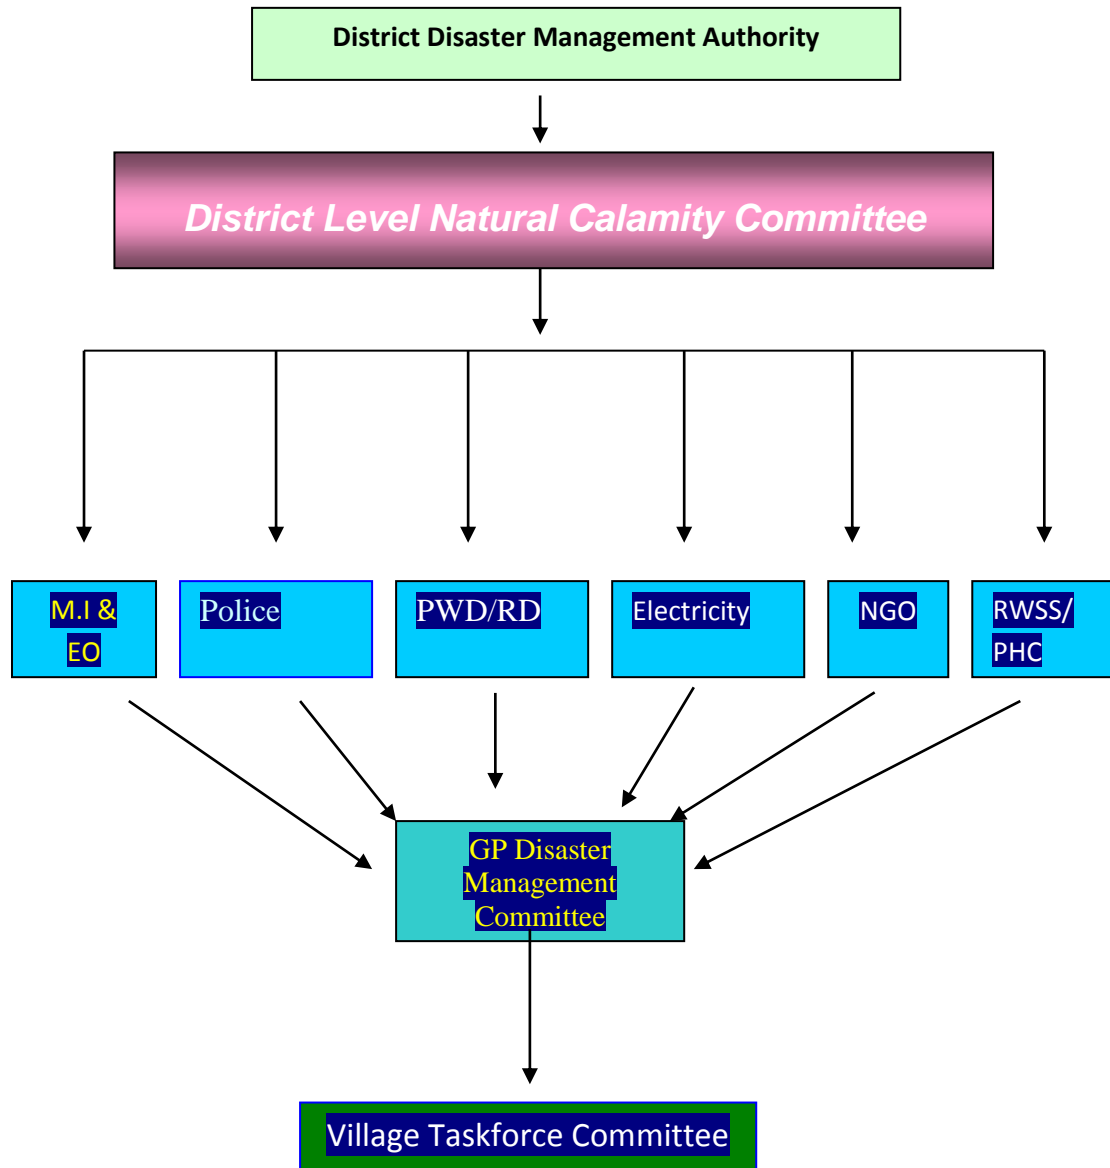 District Disaster Management Authority
District Level Natural Calamity Committee
M.I &
EO
Police
PWD/RD
Electricity
NGO
RWSS/
PHC
GP Disaster
Management
Committee
Village Taskforce Committee